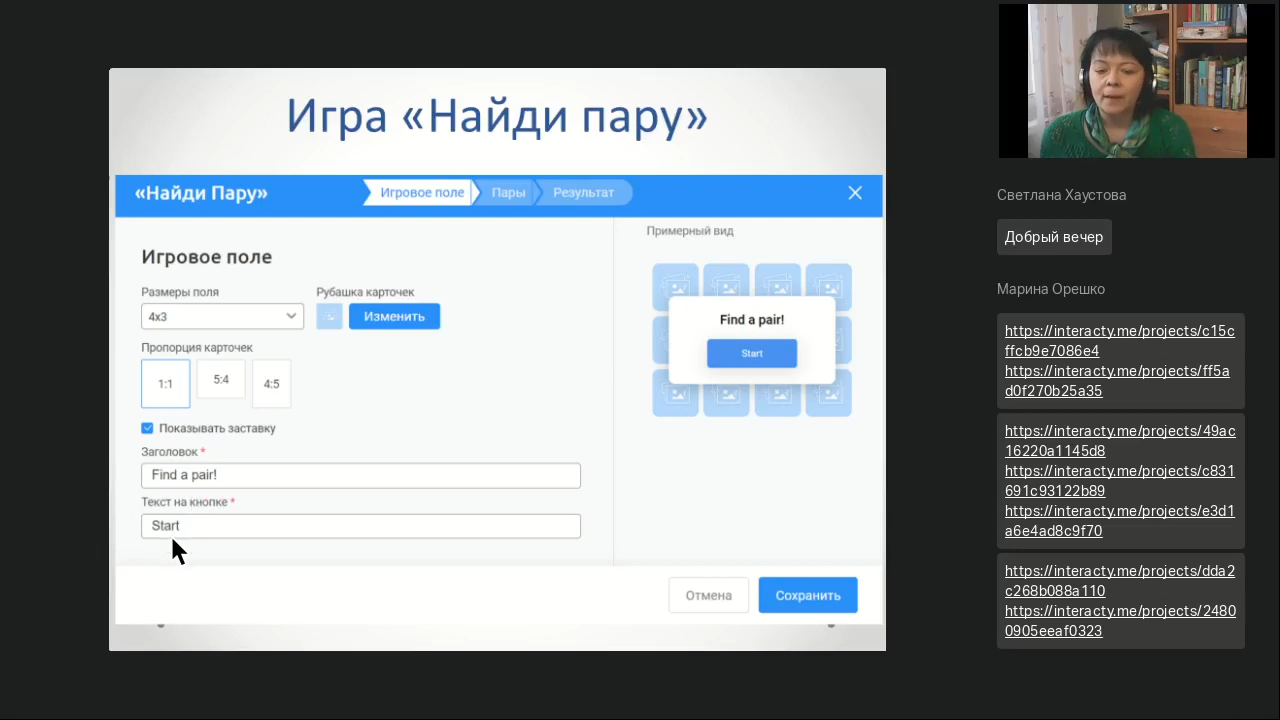 Игра «Найди пару»
«Найди Пару»
Игровое поле
Пары
Результат
Игровое поле
Размеры поля
Рубашка карточек
4x3
Изменить
Пропорция карточек
1:1
5:4
4:5
Показывать заставку
Заголовок *
Find a pair!
Текст на кнопке *
Start
Примерный вид
Find a pair!
Start
Отмена
Сохранить
Светлана Хаустова
Добрый вечер
Марина Орешко
https://interacty.me/projects/c15c
ffcb9e7086e4
https://interacty.me/projects/ff5a
d0f270b25a35
https://interacty.me/projects/49ac
16220a1145d8
https://interacty.me/projects/c831
691c93122b89
https://interacty.me/projects/e3d1
a6e4ad8c9f70
https://interacty.me/projects/dda2
c268b088a110
https://interacty.me/projects/2480
0905eeaf0323